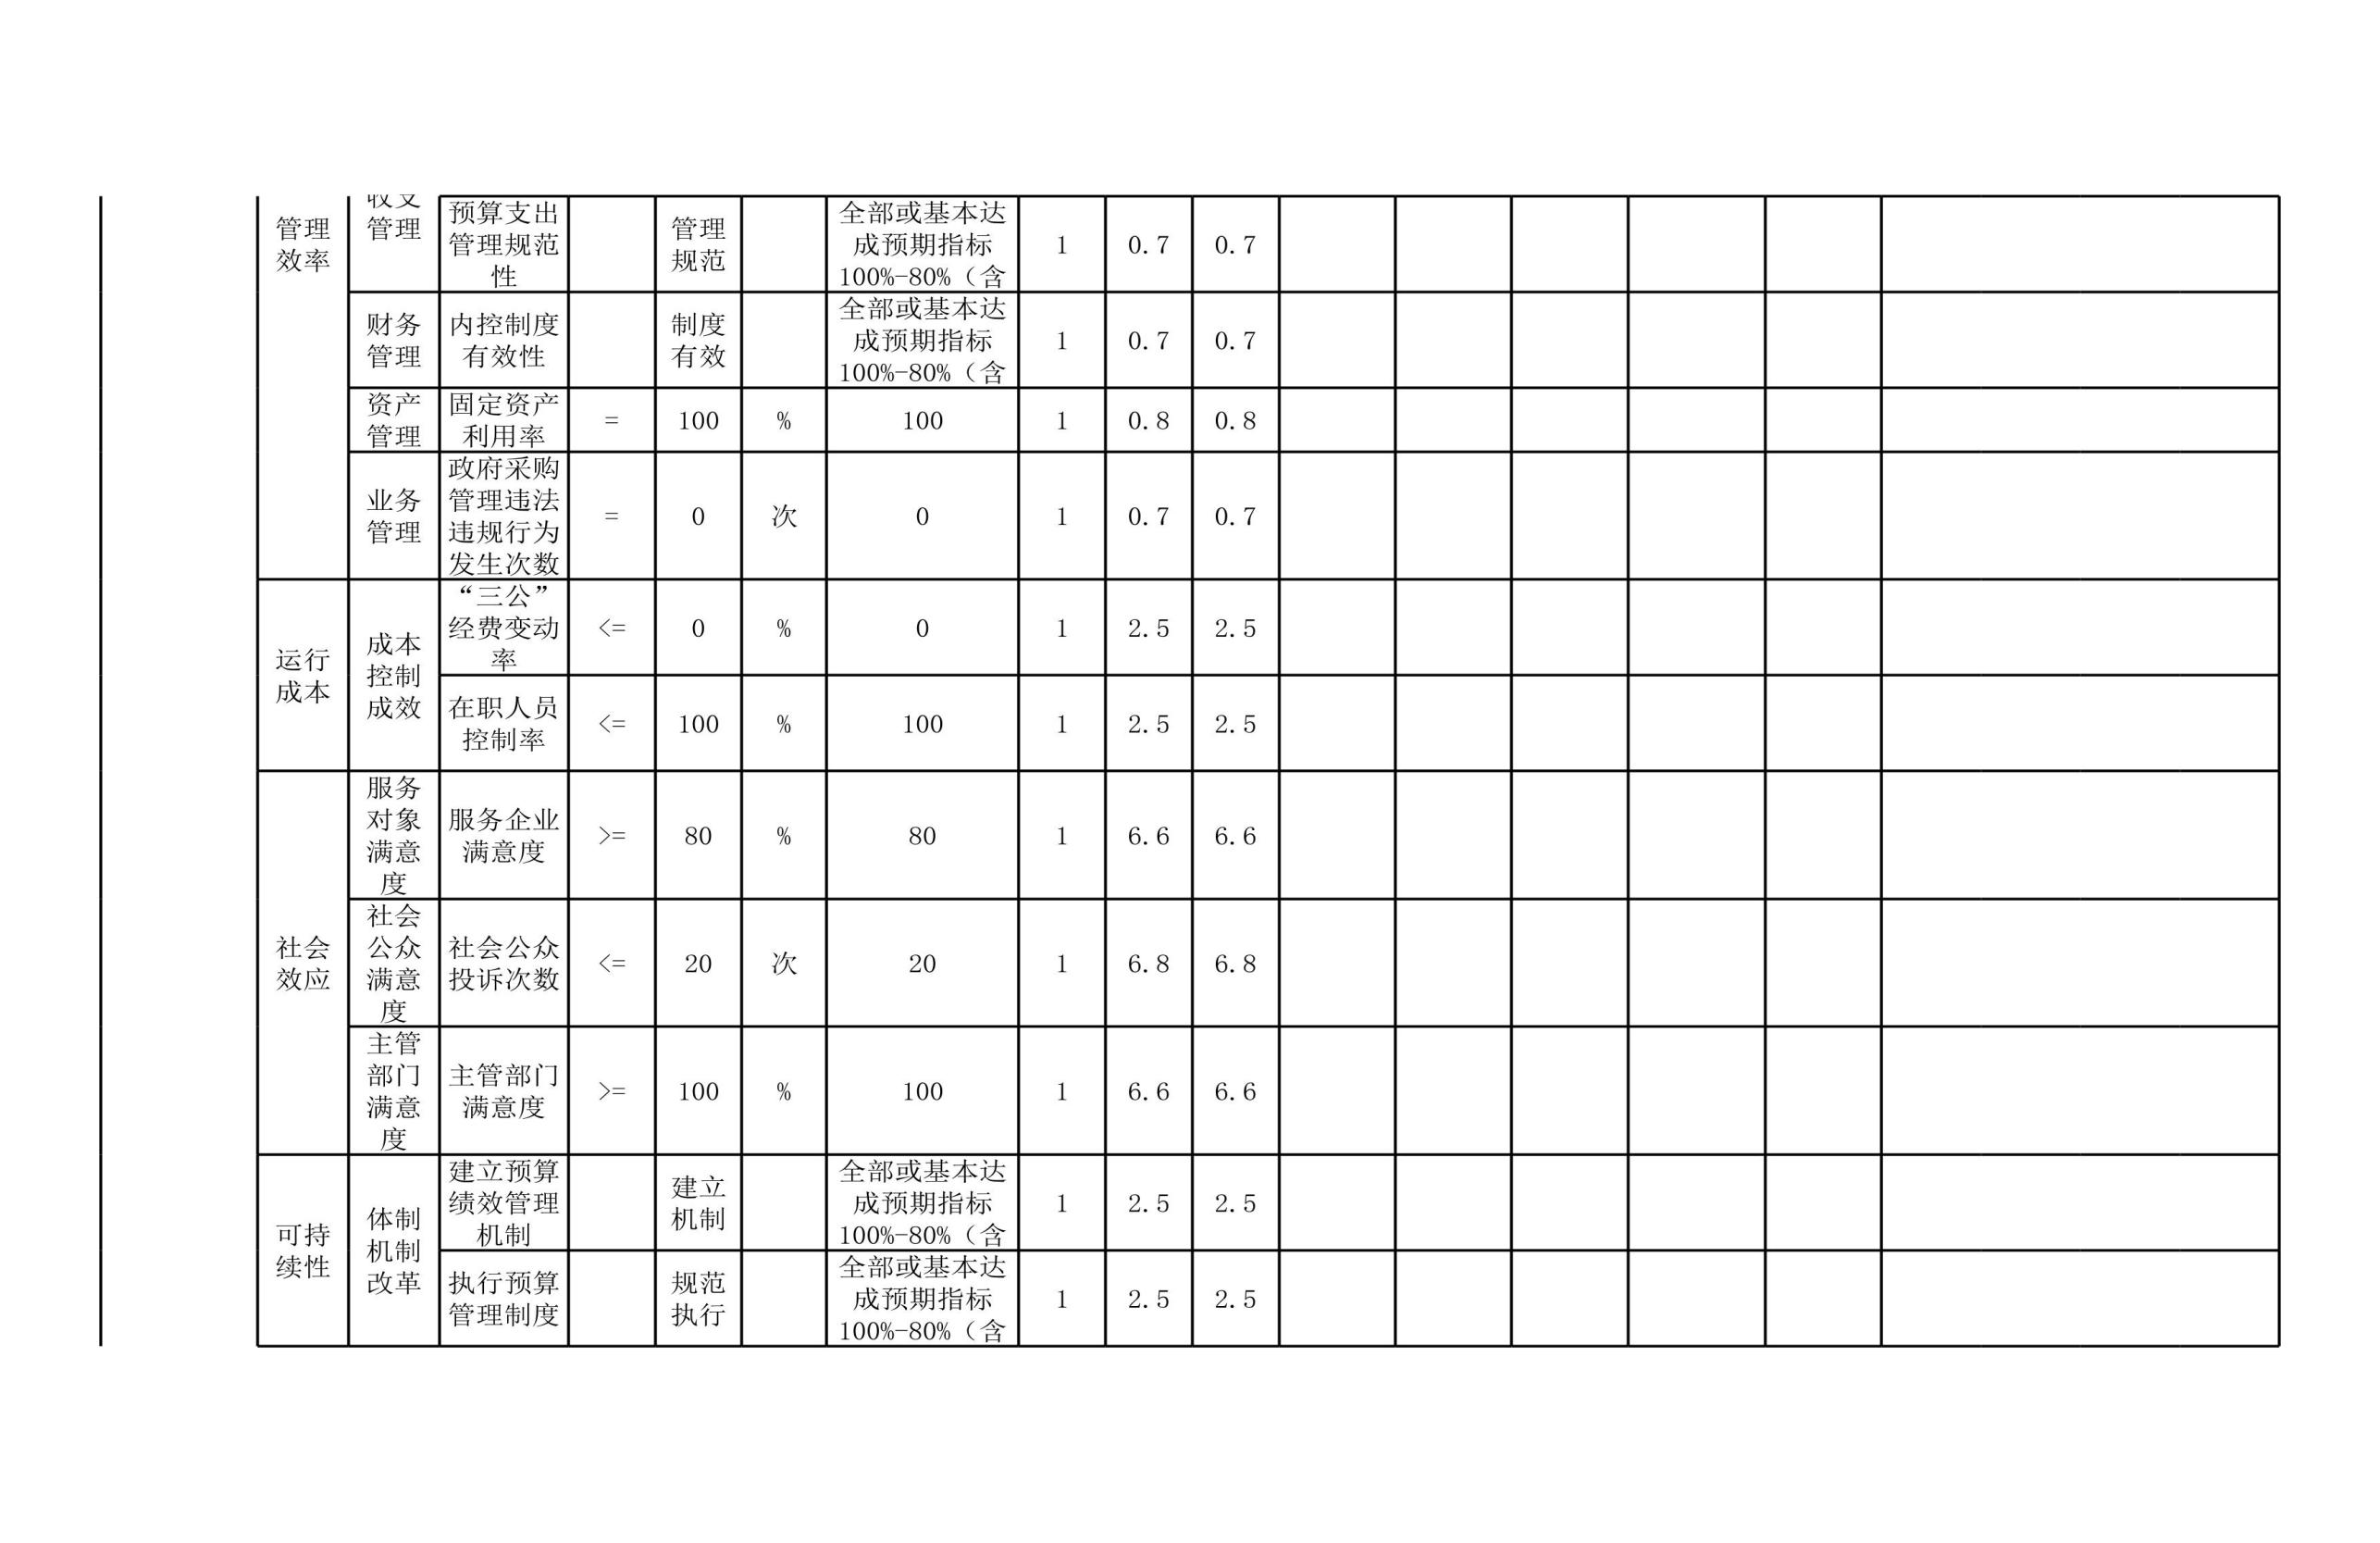 管理
效率
管理
预算支出
管理规范
性
管理
规范
全部或基本达
成预期指标
100%-80%（含
1
0.7
0.7
财务
管理
内控制度
有效性
制度
有效
全部或基本达
成预期指标
100%-80%（含
1
0.7
0.7
资产
管理
固定资产
利用率
=
100
%
100
1
0.8
0.8
业务
管理
政府采购
管理违法
违规行为
发生次数
=
0
次
0
1
0.7
0.7
运行
成本
成本
控制
成效
“三公”
经费变动
率
<=
0
%
0
1
2.5
2.5
在职人员
控制率
<=
100
%
100
1
2.5
2.5
社会
效应
服务
对象
满意
度
服务企业
满意度
>=
80
%
80
1
6.6
6.6
社会
公众
满意
度
社会公众
投诉次数
<=
20
次
20
1
6.8
6.8
主管
部门
满意
度
主管部门
满意度
>=
100
%
100
1
6.6
6.6
可持
续性
体制
机制
改革
建立预算
绩效管理
机制
建立
机制
全部或基本达
成预期指标
100%-80%（含
1
2.5
2.5
执行预算
管理制度
规范
执行
全部或基本达
成预期指标
100%-80%（含
1
2.5
2.5